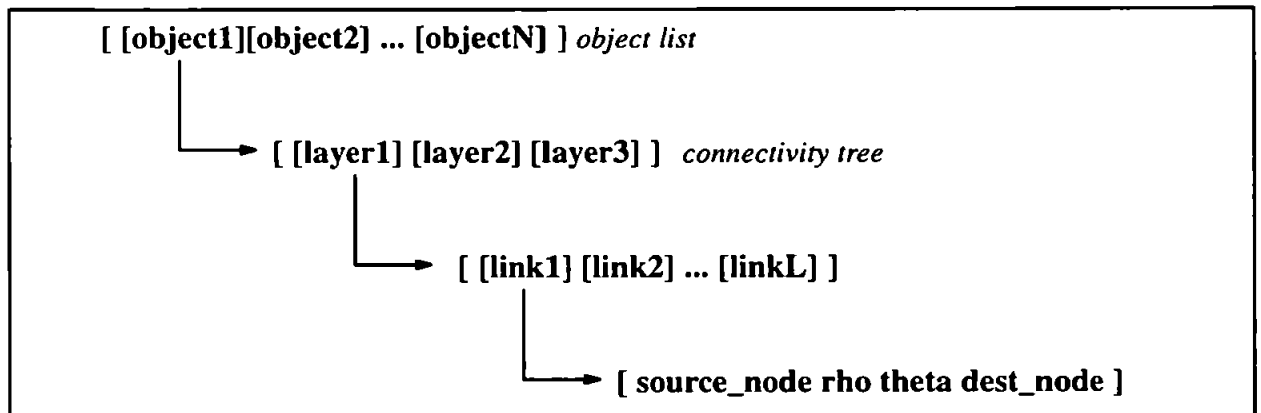 [ [object1][object2] ... [objectN] ] object list
[ [layer1] [layer2] [layer3] ] connectivity tree
[ [link1] [link2] ... [linkL] ]
[ source_node rho theta dest_node ]